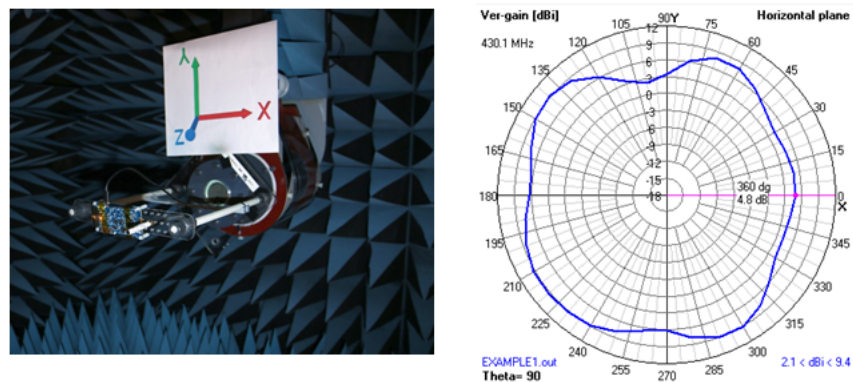 Y
X
Z
Ver-gain [dBi]
Horizontal plane
430.1 MHz
12
9
6
3
0
-3
-6
-9
-12
-15
-18
90Y
75
60
45
30
15
0
X
345
330
315
300
285
270
255
240
225
210
195
180
165
150
135
120
105
360 dg
4.8 dB
EXAMPLE1.out
Theta= 90
2.1 < dBi < 9.4